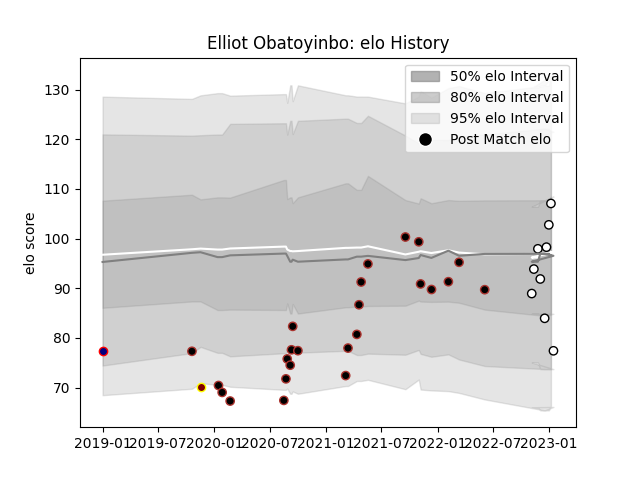 Elliot Obatoyinbo: elo History
50% elo Interval
80% elo Interval
95% elo Interval
Post Match elo
elo score
130
120
110
100
90
80
70
2019-01 2019-07 2020-01 2020-07 2021-01 2021-07 2022-01 2022-07 2023-01